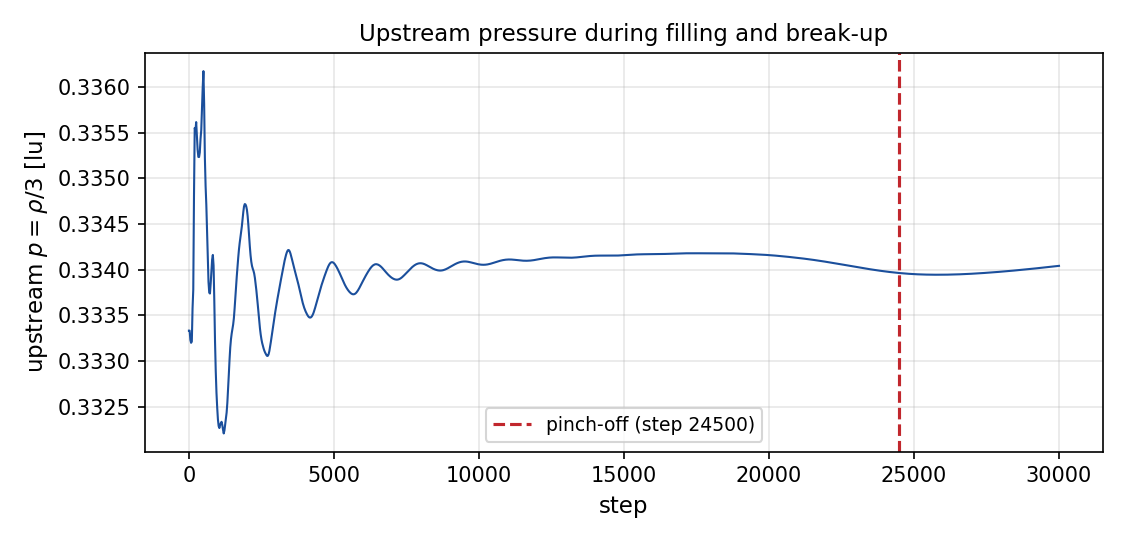 Upstream pressure during filling and break-up
upstream p = ρ/3 [lu]
0.3360
0.3355
0.3350
0.3345
0.3340
0.3335
0.3330
0.3325
pinch-off (step 24500)
0 5000 10000 15000 20000 25000 30000
step